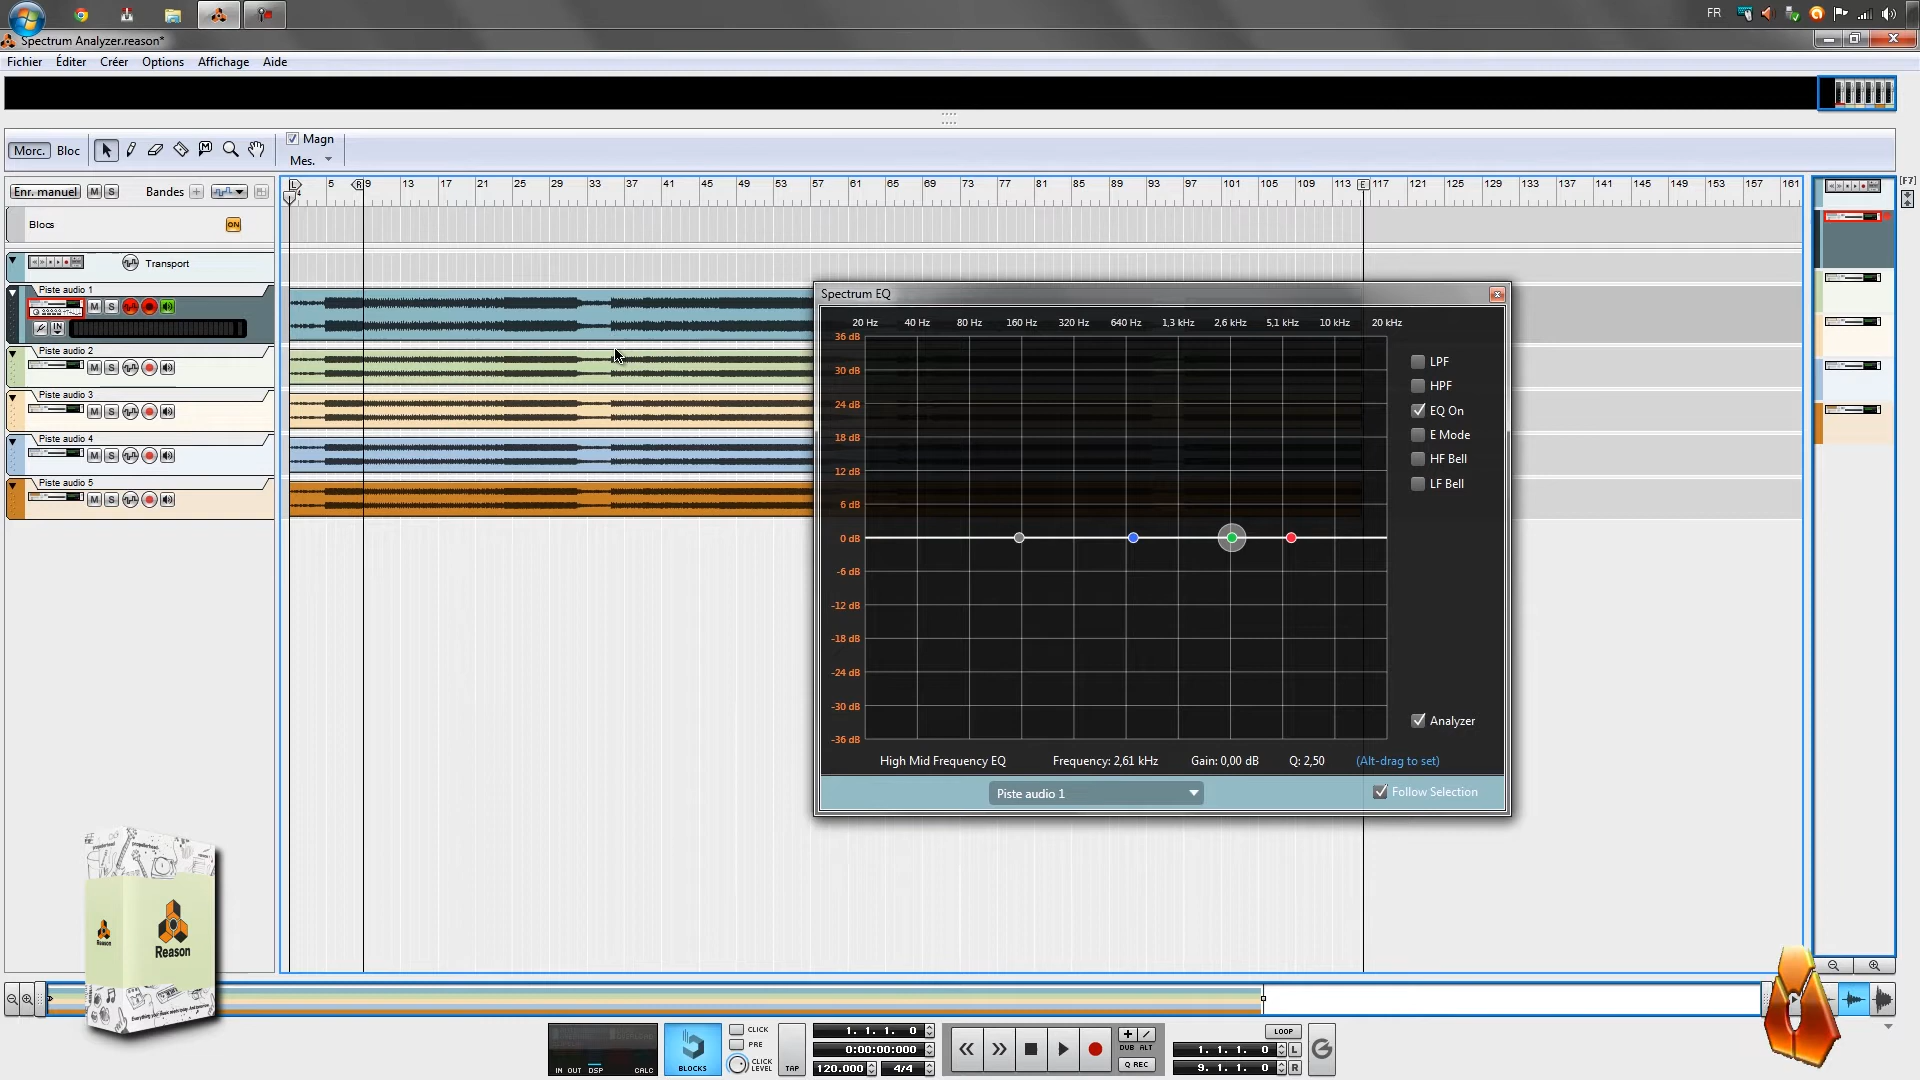 FR
Spectrum Analyzer.reason*
Fichier Éditer Créer Options Affichage Aide
Morc. Bloc
Magn
Mes.
Enr. manuel M S Bandes
[F7]
L 5 R 9 13 17 21 25 29 33 37 41 45 49 53 57 61 65 69 73 77 81 85 89 93 97 101 105 109 113 E 117 121 125 129 133 137 141 145 149 153 157 161
Blocs ON
Transport
Piste audio 1
M S
IN
Piste audio 2
M S
Piste audio 3
M S
Piste audio 4
M S
Piste audio 5
M S
Spectrum EQ
20 Hz 40 Hz 80 Hz 160 Hz 320 Hz 640 Hz 1,3 kHz 2,6 kHz 5,1 kHz 10 kHz 20 kHz
36 dB
30 dB
24 dB
18 dB
12 dB
6 dB
0 dB
-6 dB
-12 dB
-18 dB
-24 dB
-30 dB
-36 dB
LPF
HPF
EQ On
E Mode
HF Bell
LF Bell
Analyzer
High Mid Frequency EQ Frequency: 2,61 kHz Gain: 0,00 dB Q: 2,50 (Alt-drag to set)
Piste audio 1 Follow Selection
propellerhead
Reason
Reason
IN OUT DSP CALC
BLOCKS
CLICK
PRE
CLICK LEVEL
TAP
1. 1. 1. 0
0:00:00:000
120.000 4/4
DUB ALT
Q REC
LOOP
1. 1. 1. 0 L
9. 1. 1. 0 R